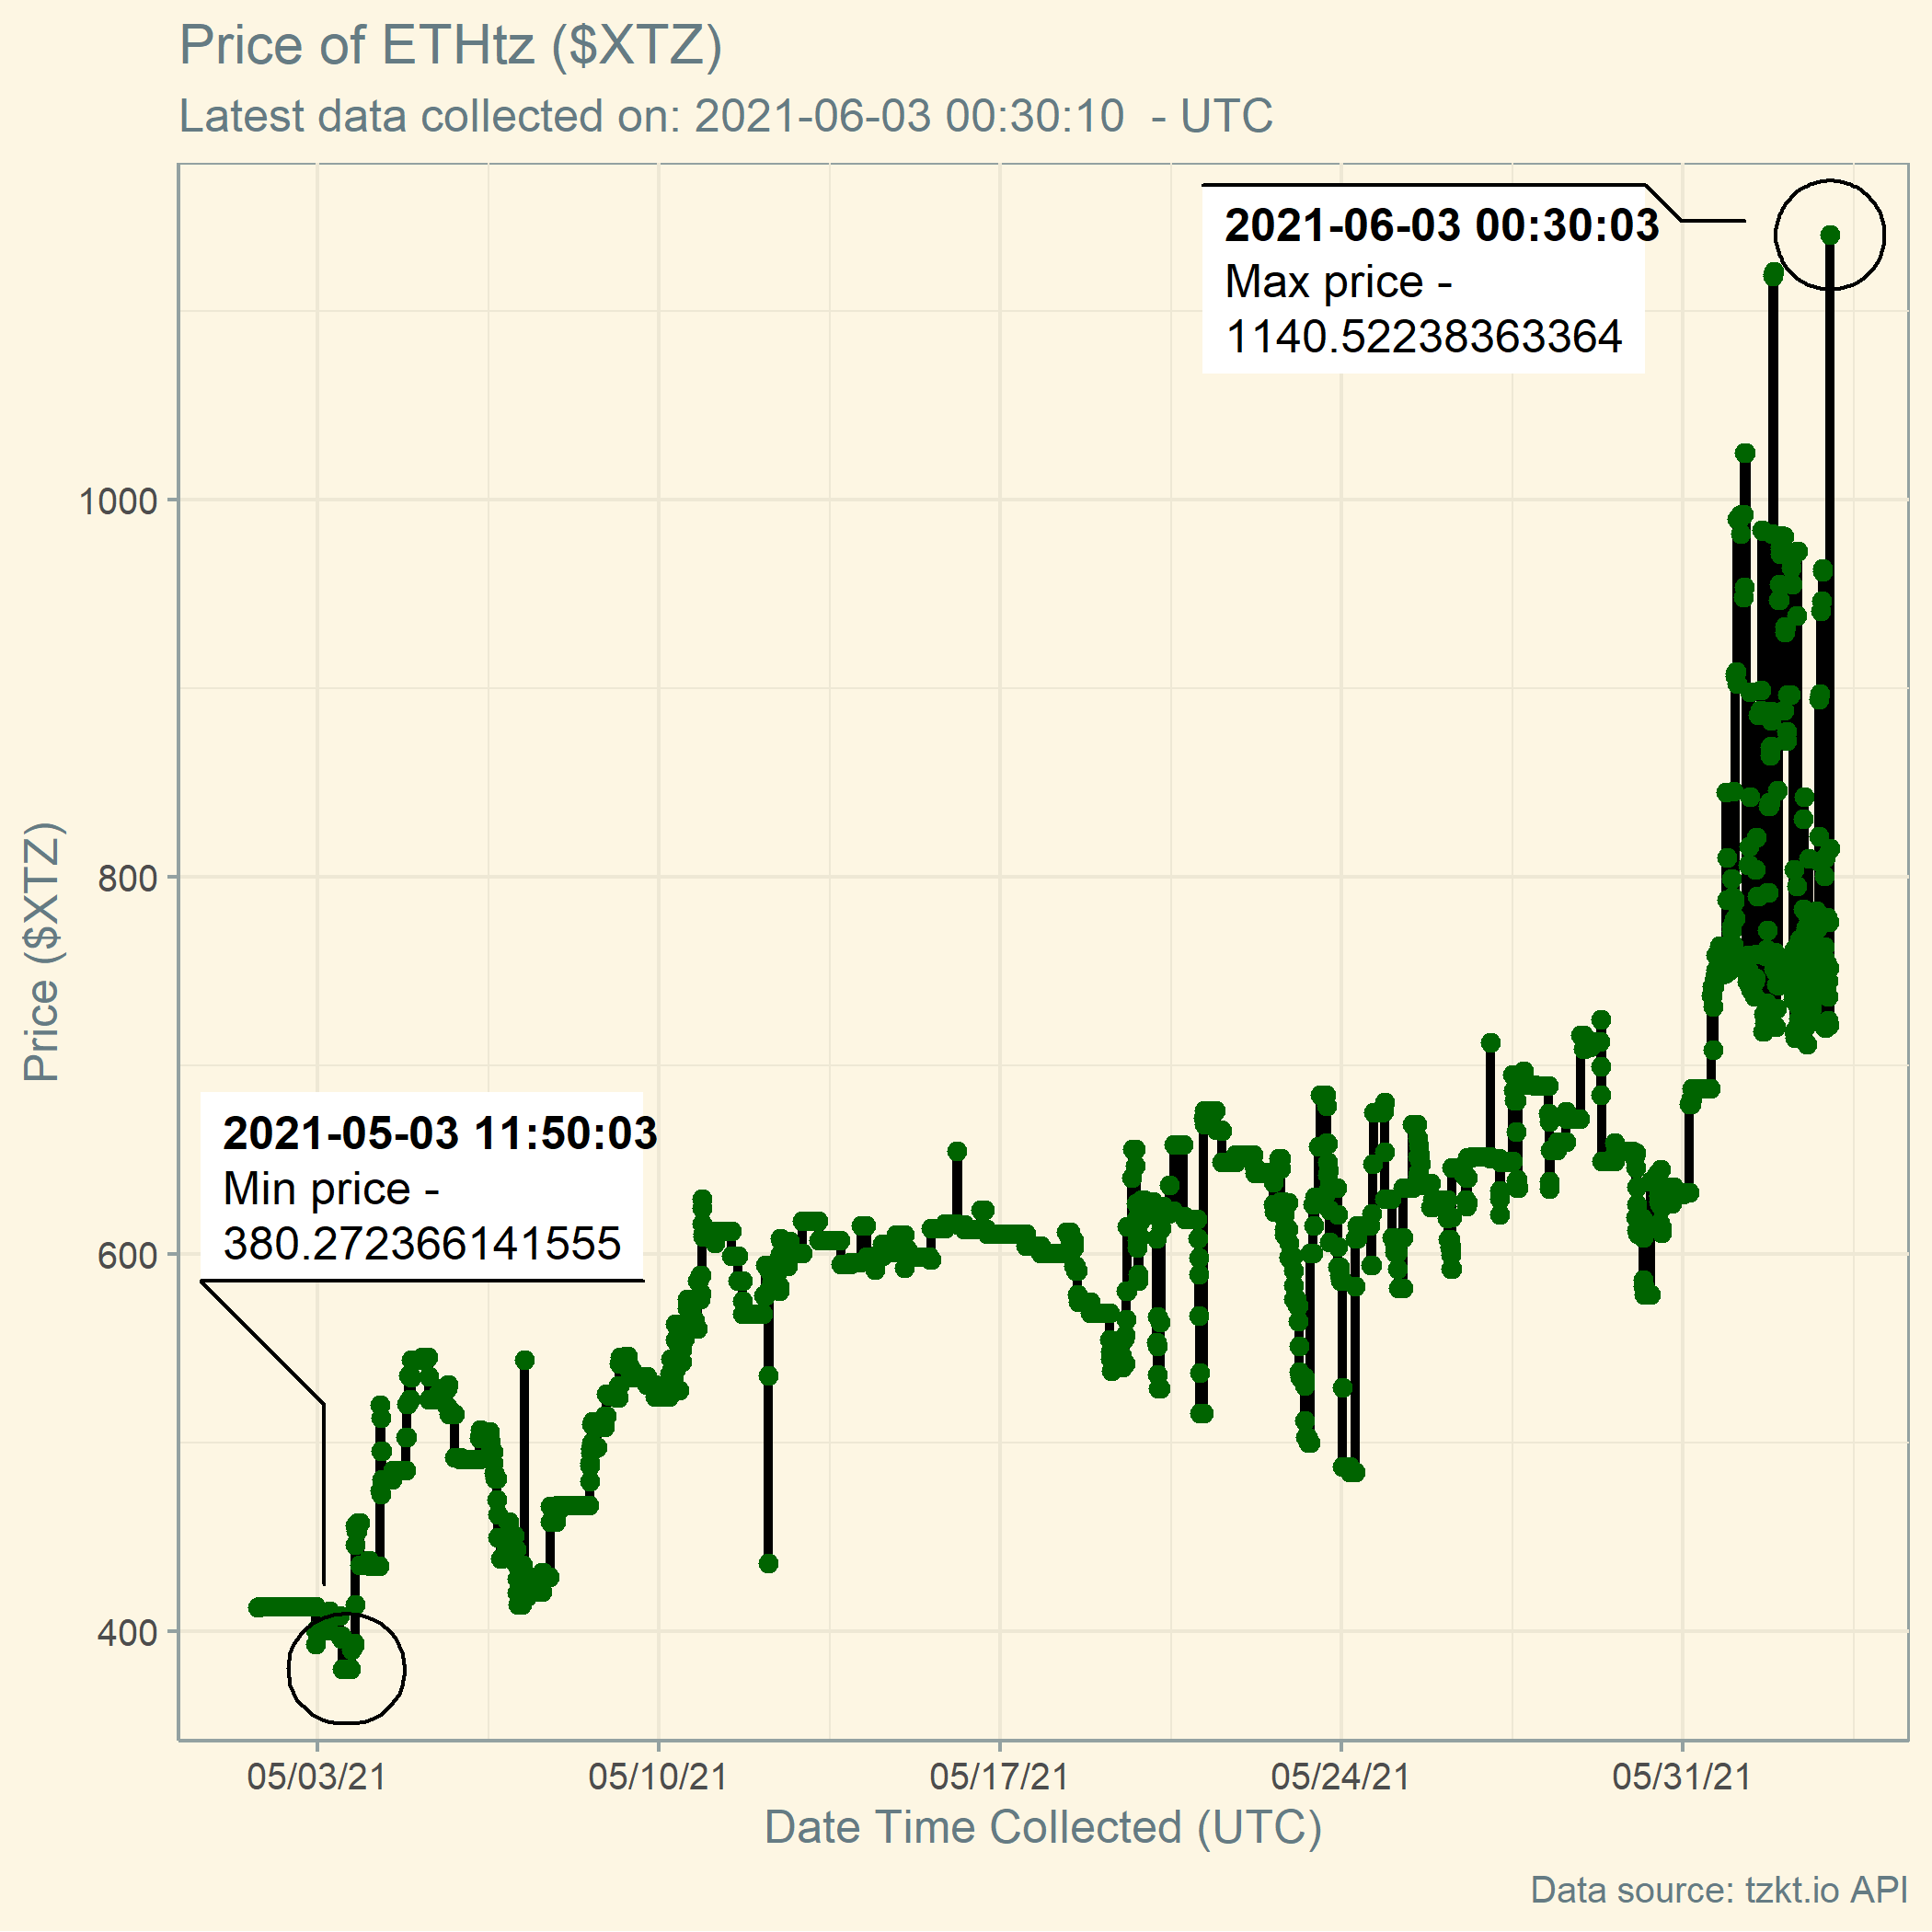 Price of ETHtz ($XTZ)
Latest data collected on: 2021-06-03 00:30:10  - UTC
2021-06-03 00:30:03
Max price -
1140.52238363364
1000
800
600
400
Price ($XTZ)
2021-05-03 11:50:03
Min price -
380.272366141555
05/03/21
05/10/21
05/17/21
05/24/21
05/31/21
Date Time Collected (UTC)
Data source: tzkt.io API